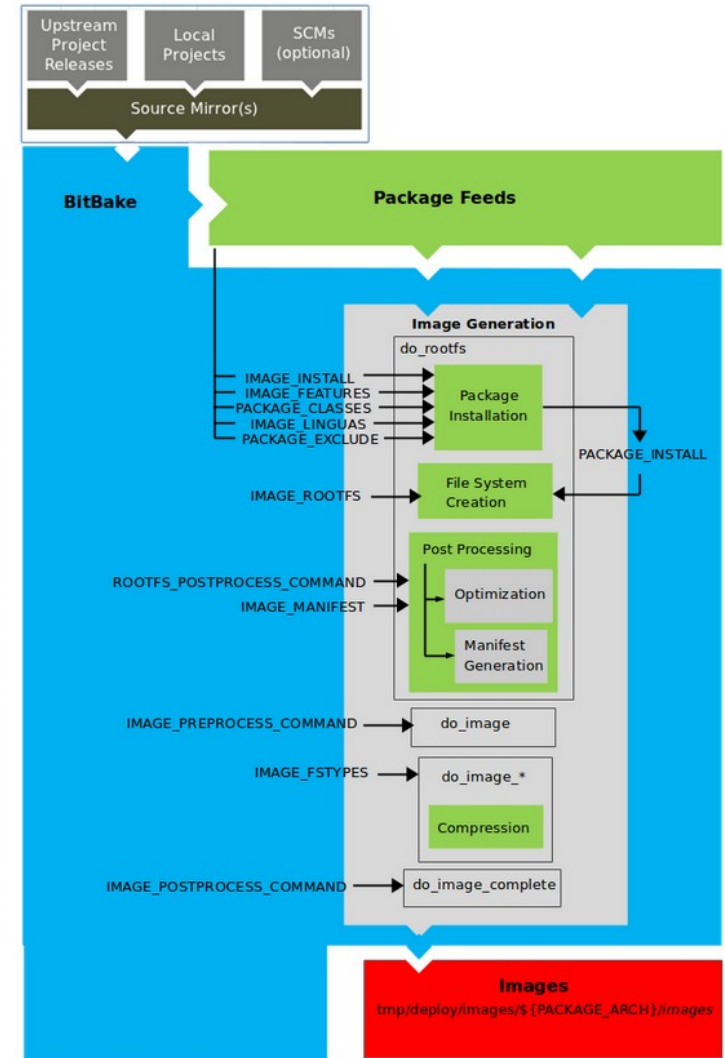 Upstream
Project
Releases
Local
Projects
SCMs
(optional)
Source Mirror(s)
BitBake
Package Feeds
Image Generation
do_rootfs
IMAGE_INSTALL
IMAGE_FEATURES
PACKAGE_CLASSES
IMAGE_LINGUAS
PACKAGE_EXCLUDE
Package
Installation
PACKAGE_INSTALL
IMAGE_ROOTFS
File System
Creation
Post Processing
ROOTFS_POSTPROCESS_COMMAND
IMAGE_MANIFEST
Optimization
Manifest
Generation
IMAGE_PREPROCESS_COMMAND
do_image
IMAGE_FSTYPES
do_image_*
Compression
IMAGE_POSTPROCESS_COMMAND
do_image_complete
Images
tmp/deploy/images/${PACKAGE_ARCH}/images